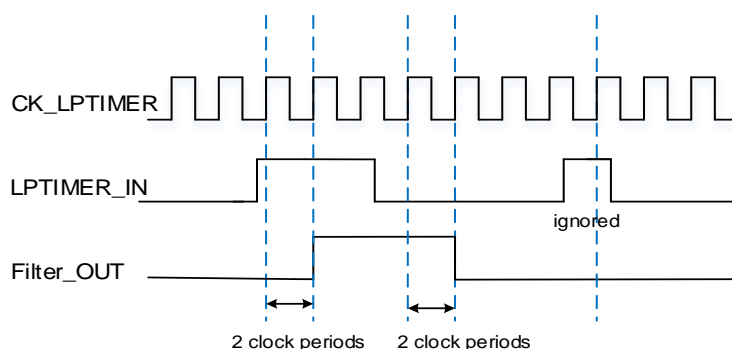 CK_LPTIMER
LPTIMER_IN
ignored
Filter_OUT
2 clock periods
2 clock periods